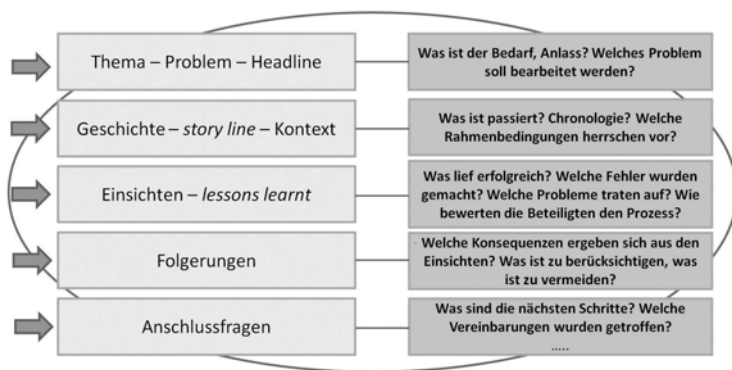 Thema – Problem – Headline
Was ist der Bedarf, Anlass? Welches Problem
soll bearbeitet werden?
Geschichte – story line – Kontext
Was ist passiert? Chronologie? Welche
Rahmenbedingungen herrschen vor?
Einsichten – lessons learnt
Was lief erfolgreich? Welche Fehler wurden
gemacht? Welche Probleme traten auf? Wie
bewerten die Beteiligten den Prozess?
Folgerungen
Welche Konsequenzen ergeben sich aus den
Einsichten? Was ist zu berücksichtigen, was
ist zu vermeiden?
Anschlussfragen
Was sind die nächsten Schritte? Welche
Vereinbarungen wurden getroffen?
.....